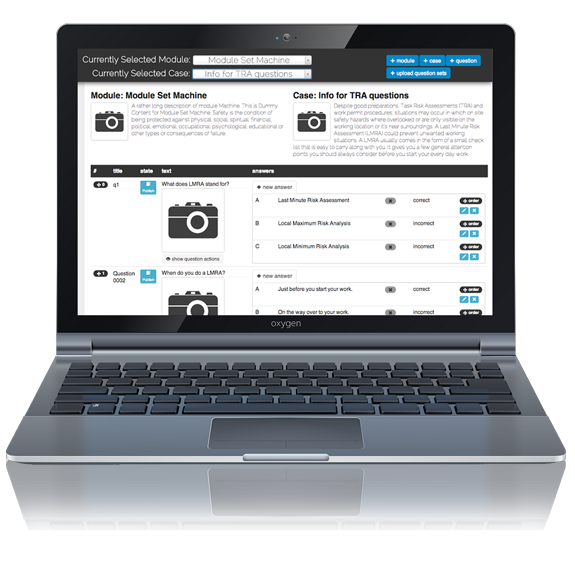 Currently Selected Module: Module Set Machine + module + case + question
Currently Selected Case: Info for TRA questions + upload question sets
Module: Module Set Machine
A rather long description of module Machine. This is Dummy
Content for Module Set Machine. Safety is the condition of
being protected against physical, social, spiritual, financial,
political, emotional, occupational, psychological, educational or
other types or consequences of failure.
Case: Info for TRA questions
Despite good preparations, Task Risk Assessments (TRA) and
work permit procedures, situations may occur in which on site
safety hazards where overlooked or are only visible on the
working location or it's near surroundings. A Last Minute Risk
Assessment (LMRA) could prevent unwanted working
situations. A LMRA usually comes in the form of a small check
list that is easy to carry along with you. It gives you a few general attention
points you should always consider before you start your every day work.
# title state text answers
0 q1 Publish What does LMRA stand for? + new answer
A Last Minute Risk Assessment correct order
B Local Maximum Risk Analysis incorrect order
C Local Minimum Risk Analysis incorrect order
show question actions
1 Question 0002 Publish When do you do a LMRA? + new answer
A Just before you start your work. correct order
B On the way over to your work. incorrect order
oxygen